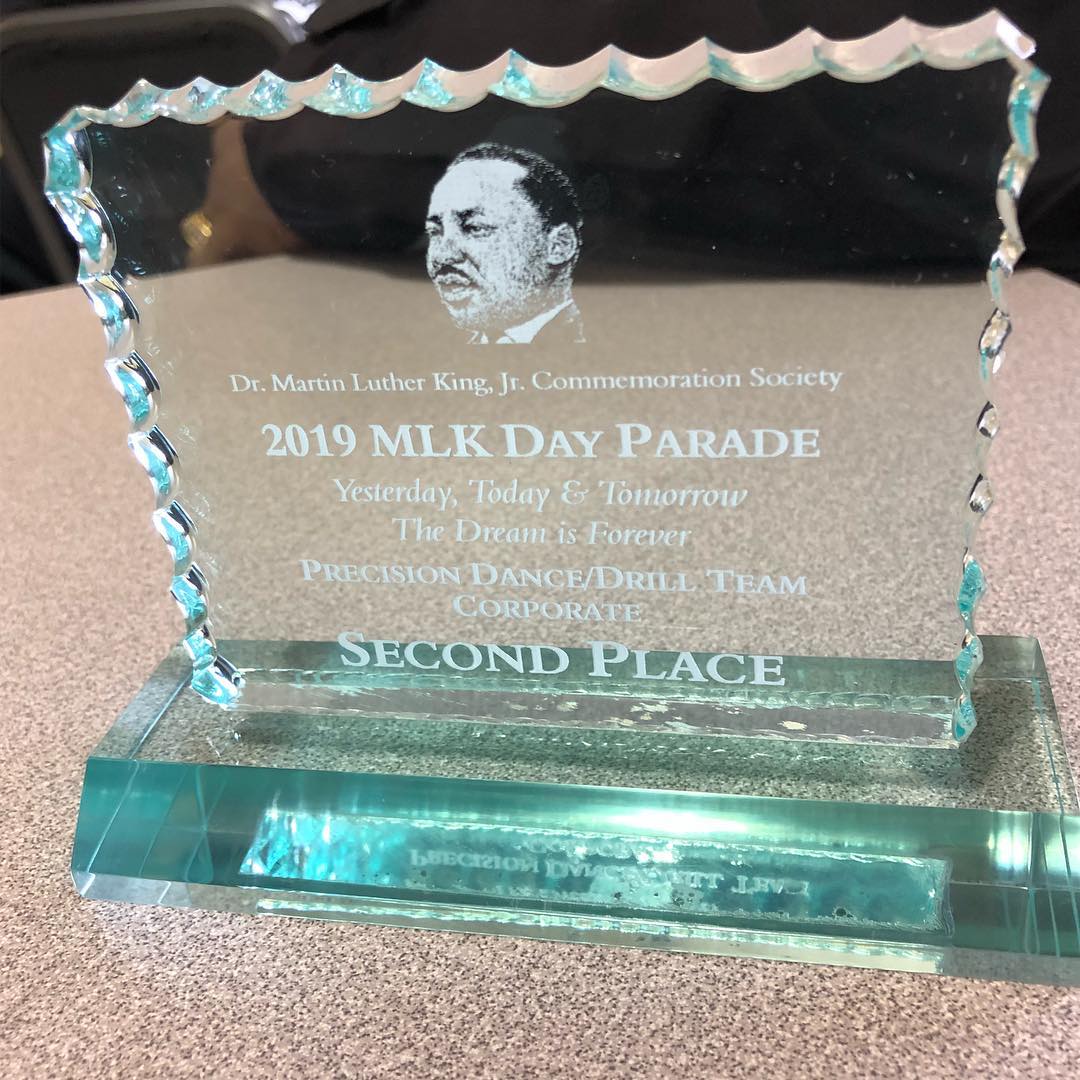 Dr. Martin Luther King, Jr. Commemoration Society
2019 MLK DAY PARADE
Yesterday, Today & Tomorrow
The Dream is Forever
PRECISION DANCE/DRILL TEAM
CORPORATE
SECOND PLACE